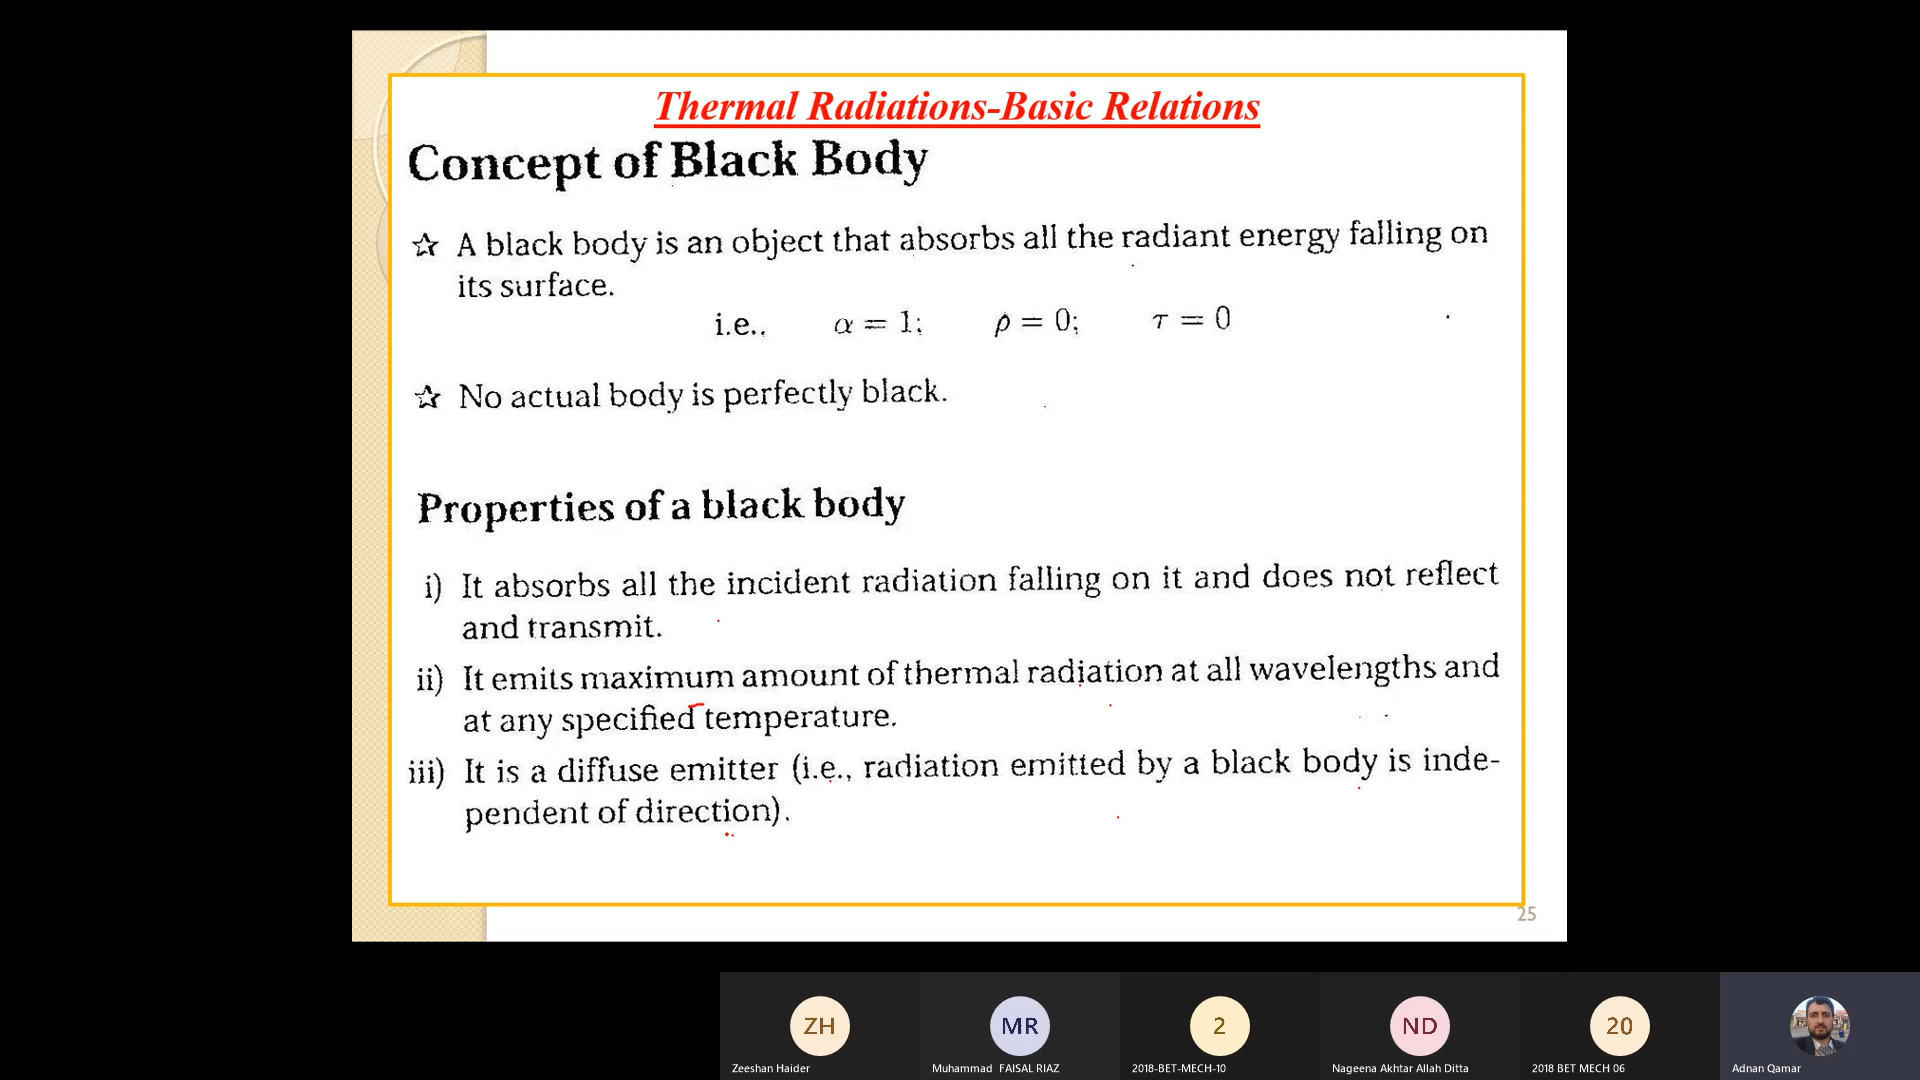 Thermal Radiations-Basic Relations
Concept of Black Body
☆ A black body is an object that absorbs all the radiant energy falling on
its surface.
i.e., α = 1; ρ = 0; τ = 0
☆ No actual body is perfectly black.
Properties of a black body
i) It absorbs all the incident radiation falling on it and does not reflect
and transmit.
ii) It emits maximum amount of thermal radiation at all wavelengths and
at any specified temperature.
iii) It is a diffuse emitter (i.e., radiation emitted by a black body is inde-
pendent of direction).
25
ZH MR 2 ND 20
Zeeshan Haider Muhammad FAISAL RIAZ 2018-BET-MECH-10 Nageena Akhtar Allah Ditta 2018 BET MECH 06 Adnan Qamar